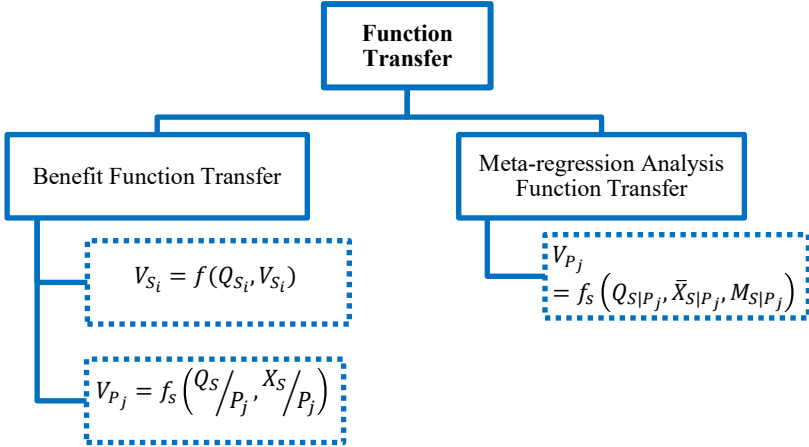 Function
Transfer
Benefit Function Transfer
Meta-regression Analysis
Function Transfer
V_{S_i} = f(Q_{S_i}, V_{S_i})
V_{P_j} = f_s(Q_S/P_j, X_S/P_j)
V_{P_j}
= f_s(Q_{S|P_j}, X̄_{S|P_j}, M_{S|P_j})